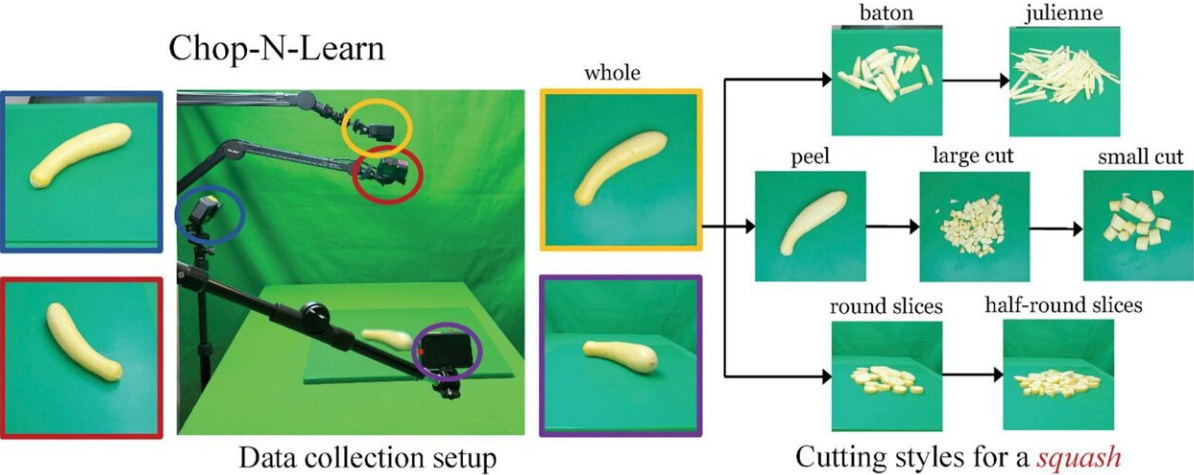 Chop-N-Learn
whole
baton
julienne
peel
large cut
small cut
round slices
half-round slices
Data collection setup
Cutting styles for a squash